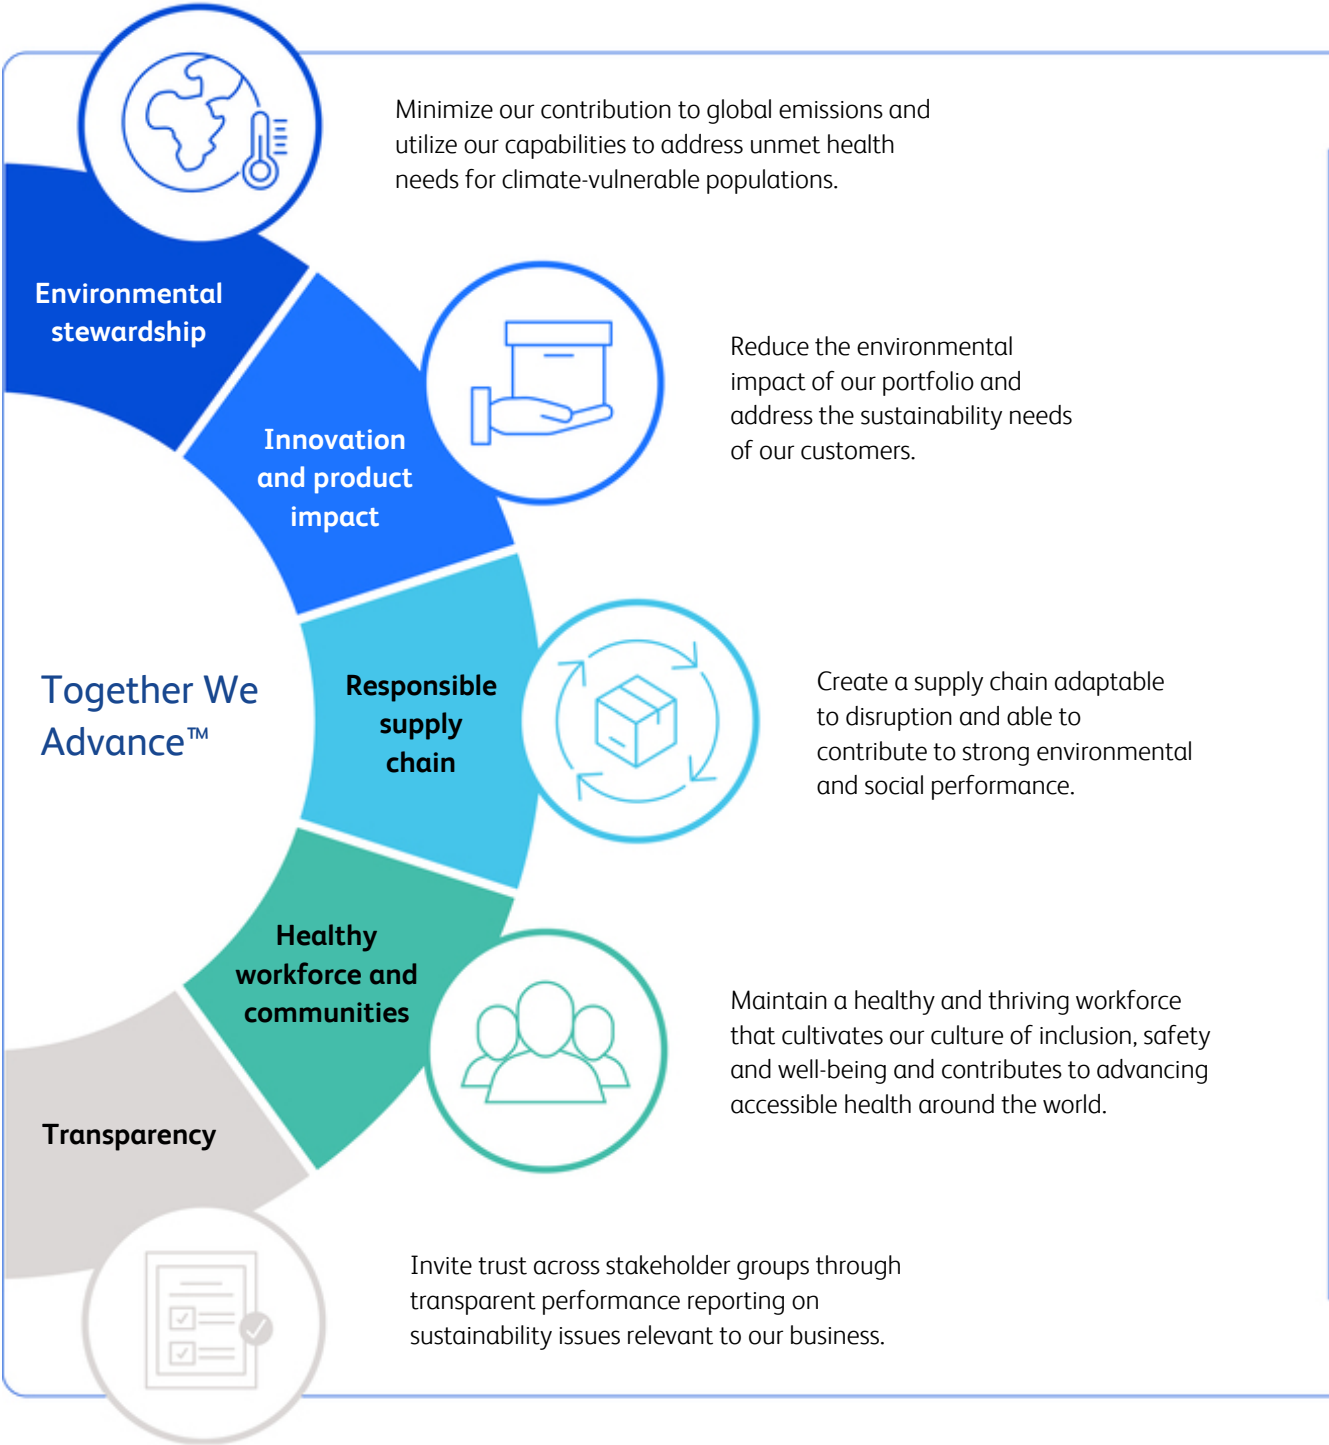 Minimize our contribution to global emissions and
utilize our capabilities to address unmet health
needs for climate-vulnerable populations.
Environmental
stewardship
Reduce the environmental
impact of our portfolio and
address the sustainability needs
of our customers.
Innovation
and product
impact
Together We
Advance™
Responsible
supply
chain
Create a supply chain adaptable
to disruption and able to
contribute to strong environmental
and social performance.
Healthy
workforce and
communities
Maintain a healthy and thriving workforce
that cultivates our culture of inclusion, safety
and well-being and contributes to advancing
accessible health around the world.
Transparency
Invite trust across stakeholder groups through
transparent performance reporting on
sustainability issues relevant to our business.